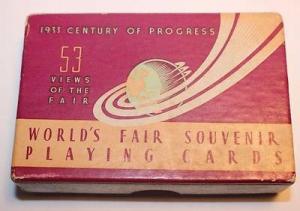 1933 CENTURY OF PROGRESS
53
VIEWS
OF THE
FAIR
WORLD'S FAIR SOUVENIR
PLAYING CARDS